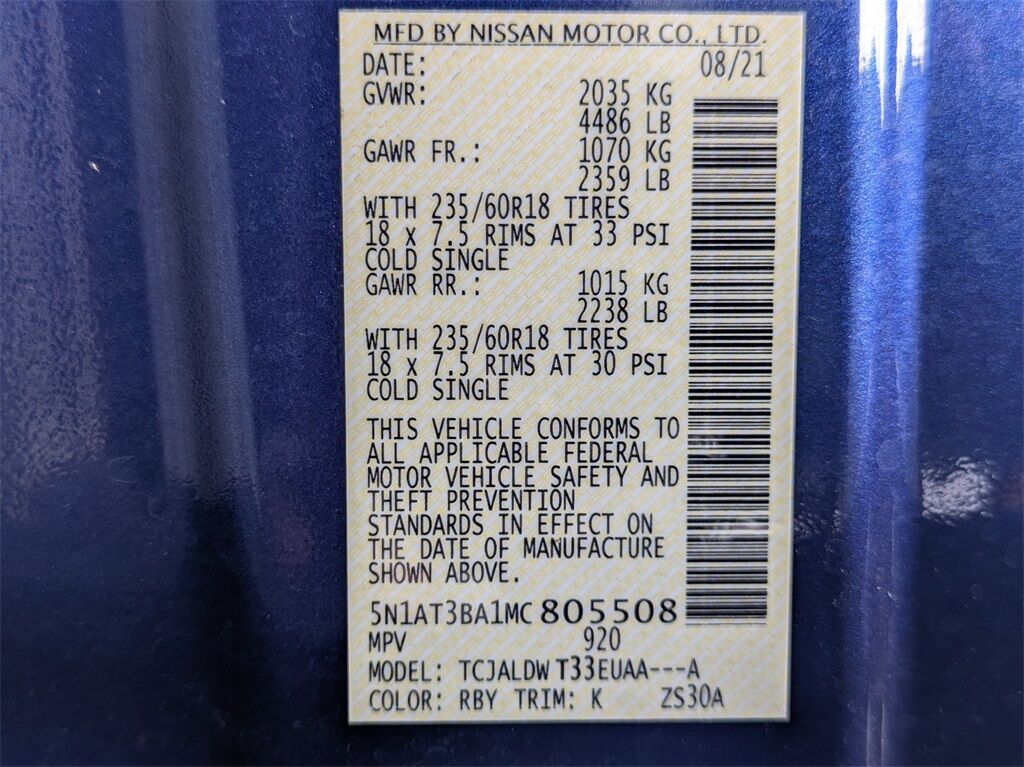 MFD BY NISSAN MOTOR CO., LTD.
DATE: 08/21
GVWR: 2035 KG
4486 LB
GAWR FR.: 1070 KG
2359 LB
WITH 235/60R18 TIRES
18 x 7.5 RIMS AT 33 PSI
COLD SINGLE
GAWR RR.: 1015 KG
2238 LB
WITH 235/60R18 TIRES
18 x 7.5 RIMS AT 30 PSI
COLD SINGLE
THIS VEHICLE CONFORMS TO
ALL APPLICABLE FEDERAL
MOTOR VEHICLE SAFETY AND
THEFT PREVENTION
STANDARDS IN EFFECT ON
THE DATE OF MANUFACTURE
SHOWN ABOVE.
5N1AT3BA1MC805508
MPV 920
MODEL: TCJALDW T33EUAA---A
COLOR: RBY TRIM: K ZS30A